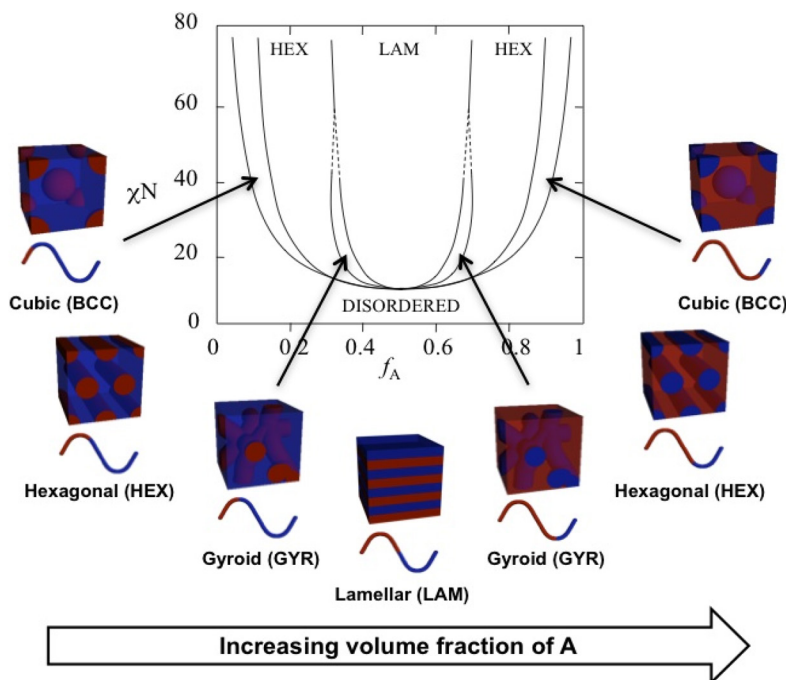 80
HEX LAM HEX
60
χN
40
20
DISORDERED
0
0 0.2 0.4 0.6 0.8 1
fA
Cubic (BCC)
Cubic (BCC)
Hexagonal (HEX)
Hexagonal (HEX)
Gyroid (GYR)
Gyroid (GYR)
Lamellar (LAM)
Increasing volume fraction of A